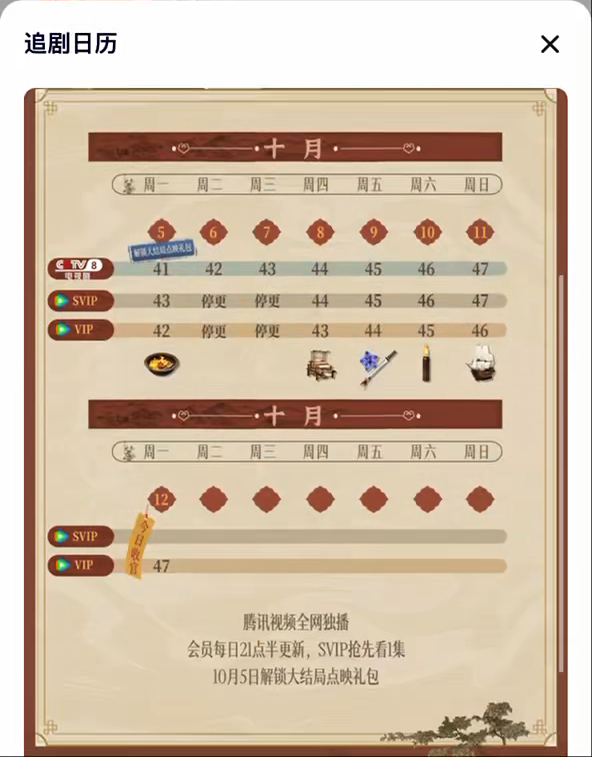 追剧日历
十月
周一 周二 周三 周四 周五 周六 周日
5 6 7 8 9 10 11
解锁大结局点映礼包
CCTV 8 电视剧 41 42 43 44 45 46 47
SVIP 43 停更 停更 44 45 46 47
VIP 42 停更 停更 43 44 45 46
十月
周一 周二 周三 周四 周五 周六 周日
12
今日收官
SVIP
VIP 47
腾讯视频全网独播
会员每日21点半更新，SVIP抢先看1集
10月5日解锁大结局点映礼包